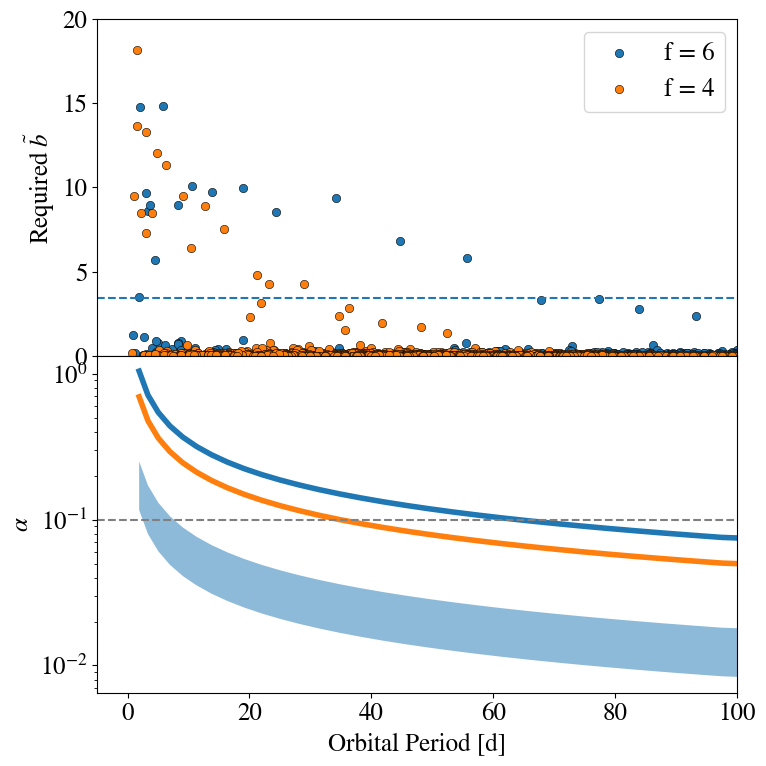 20
15
10
5
0
Required b̃
f = 6
f = 4
10⁰
10⁻¹
10⁻²
α
0
20
40
60
80
100
Orbital Period [d]